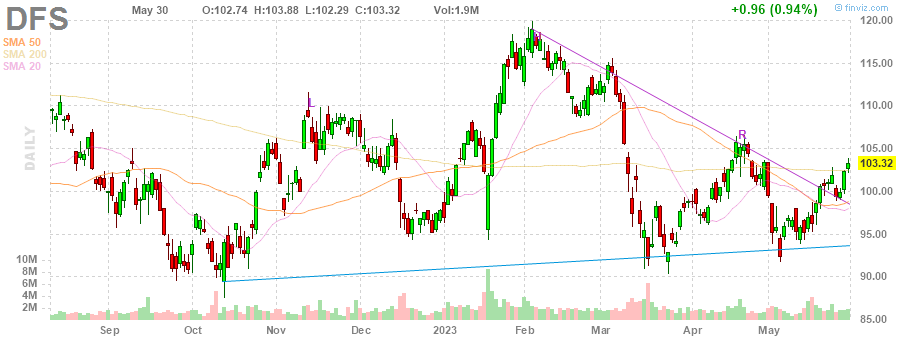 DFS May 30 O:102.74 H:103.88 L:102.29 C:103.32 Vol:1.9M +0.96 (0.94%) © finviz.com
SMA 50
SMA 200
SMA 20
DAILY
120.00
115.00
110.00
105.00
103.32
100.00
95.00
90.00
85.00
10M
8M
6M
4M
2M
L
R
Sep Oct Nov Dec 2023 Feb Mar Apr May